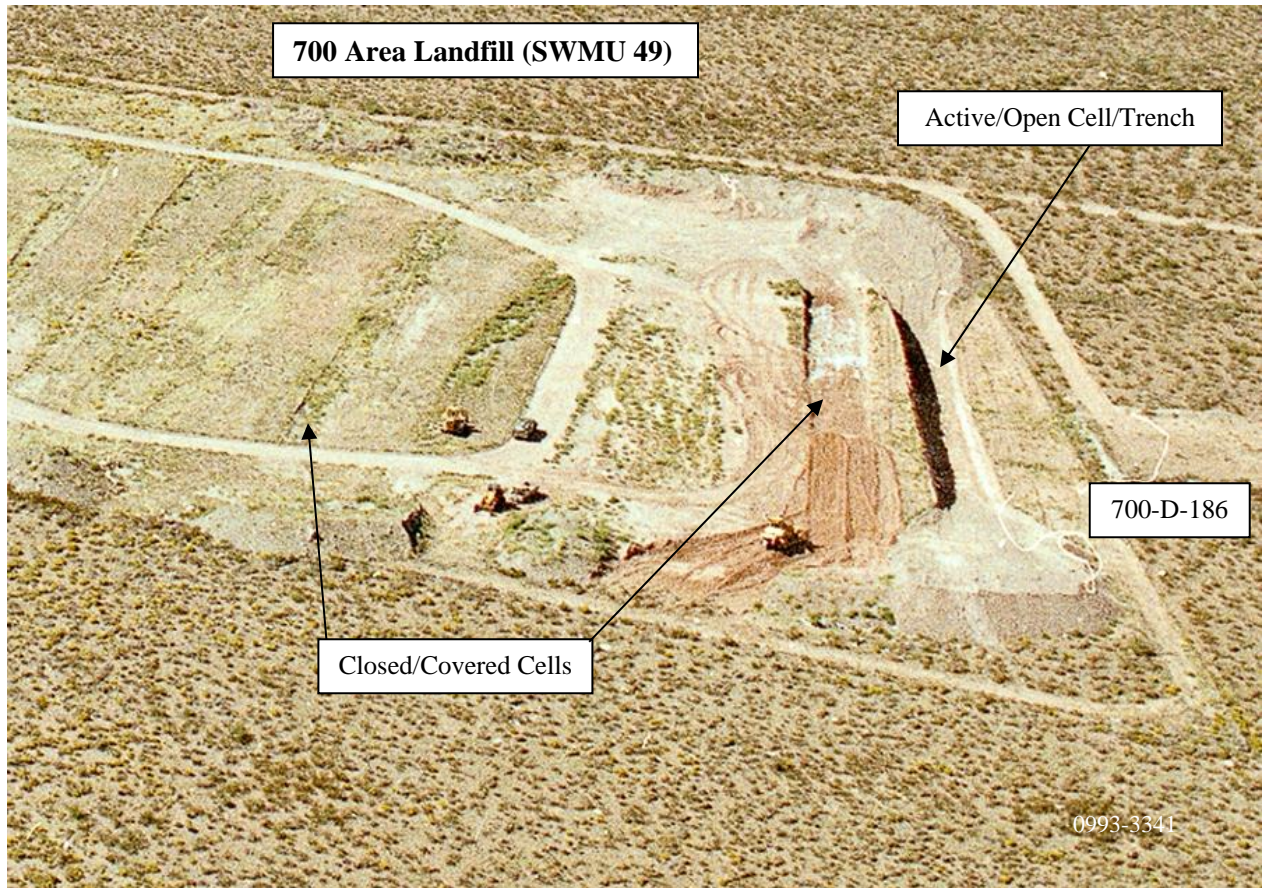 700 Area Landfill (SWMU 49)
Active/Open Cell/Trench
700-D-186
Closed/Covered Cells
0993-3341